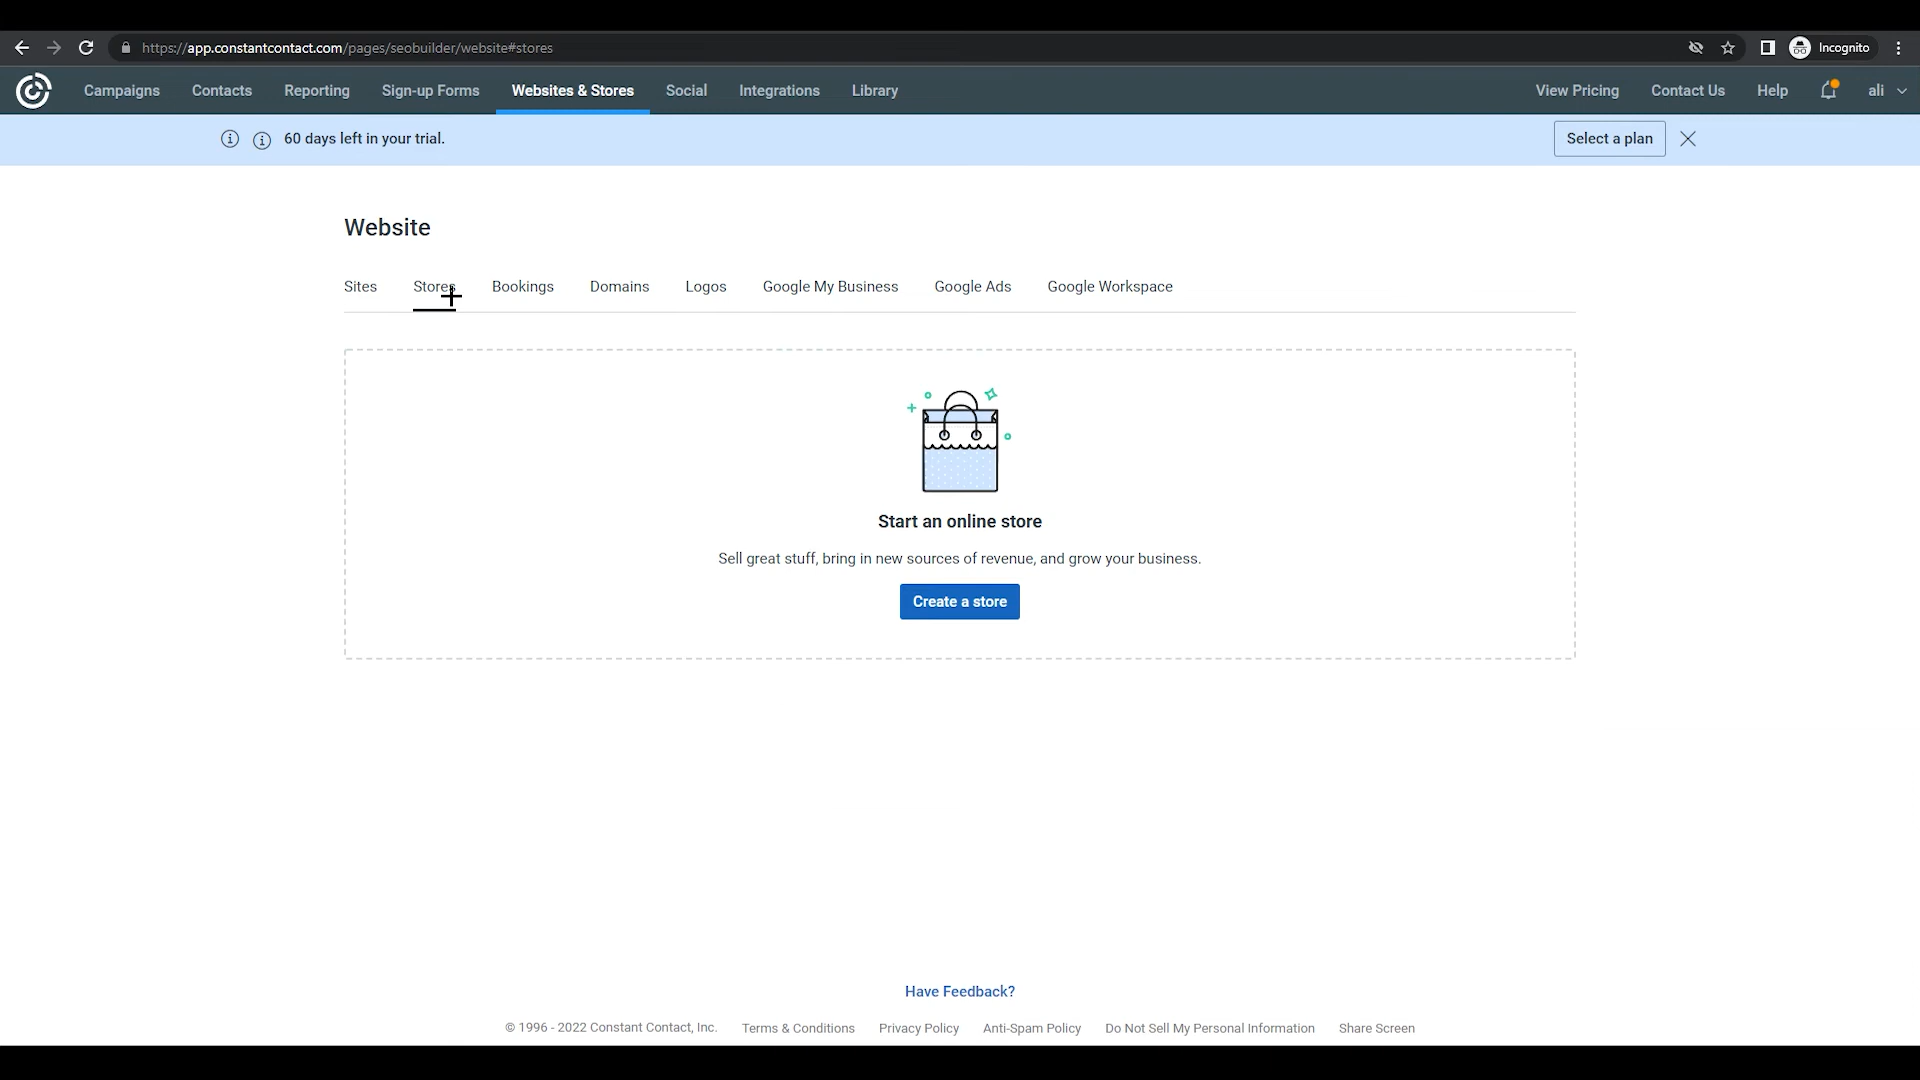 https://app.constantcontact.com/pages/seobuilder/website#stores
Incognito
Campaigns Contacts Reporting Sign-up Forms Websites & Stores Social Integrations Library View Pricing Contact Us Help ali
60 days left in your trial. Select a plan
Website
Sites Stores Bookings Domains Logos Google My Business Google Ads Google Workspace
Start an online store
Sell great stuff, bring in new sources of revenue, and grow your business.
Create a store
Have Feedback?
© 1996 - 2022 Constant Contact, Inc. Terms & Conditions Privacy Policy Anti-Spam Policy Do Not Sell My Personal Information Share Screen